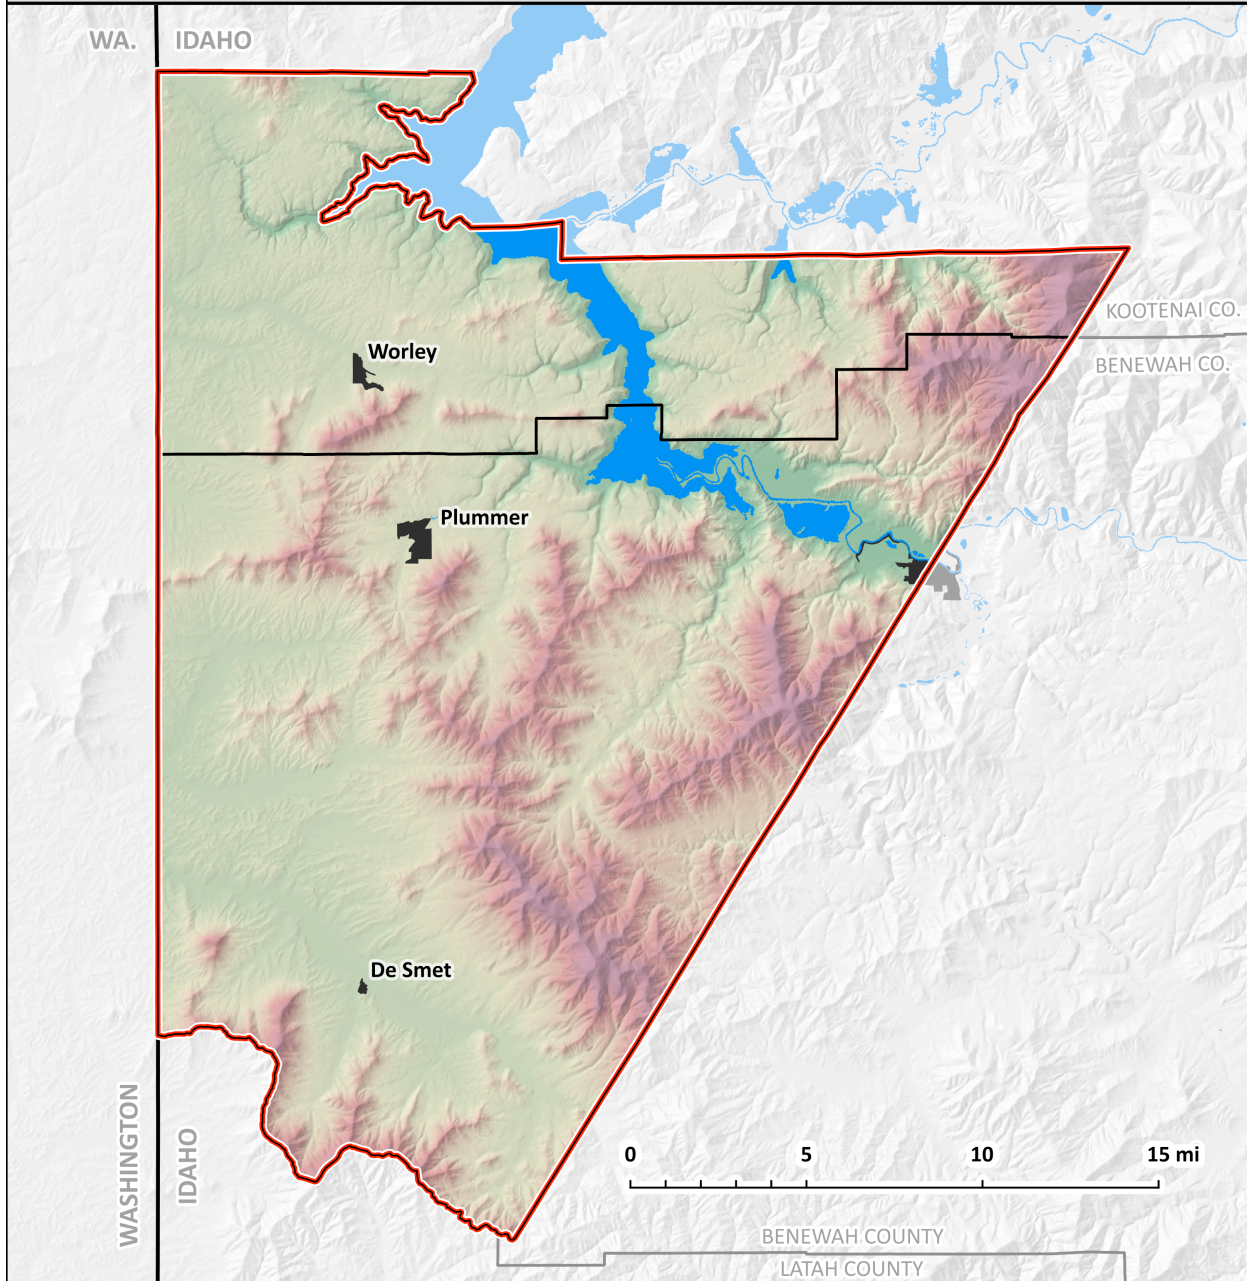 WA.
IDAHO
KOOTENAI CO.
Worley
BENEWAH CO.
Plummer
De Smet
WASHINGTON
IDAHO
0 5 10 15 mi
BENEWAH COUNTY
LATAH COUNTY